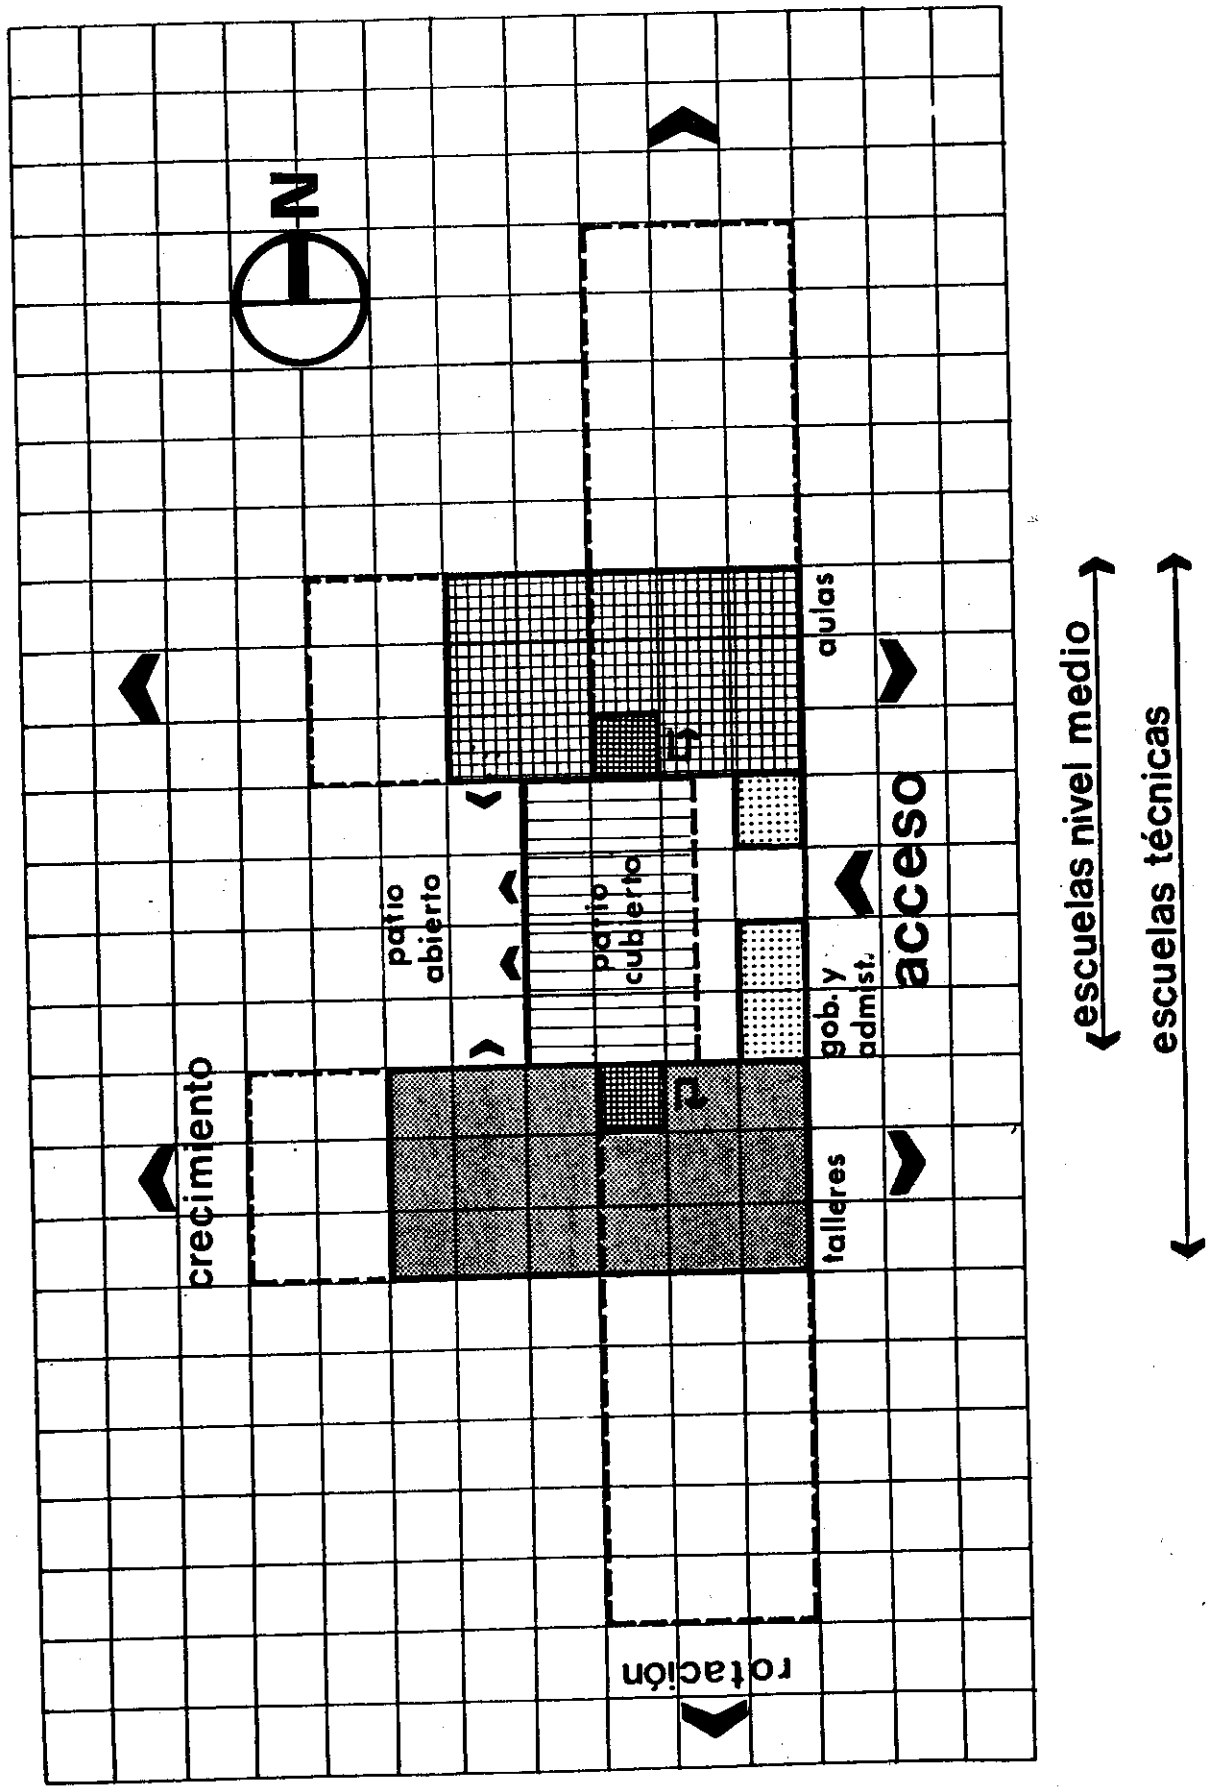 N
crecimiento
patio
abierto
patio
cubierto
aulas
gob. y
admist.
acceso
talleres
rotación
escuelas nivel medio
escuelas técnicas